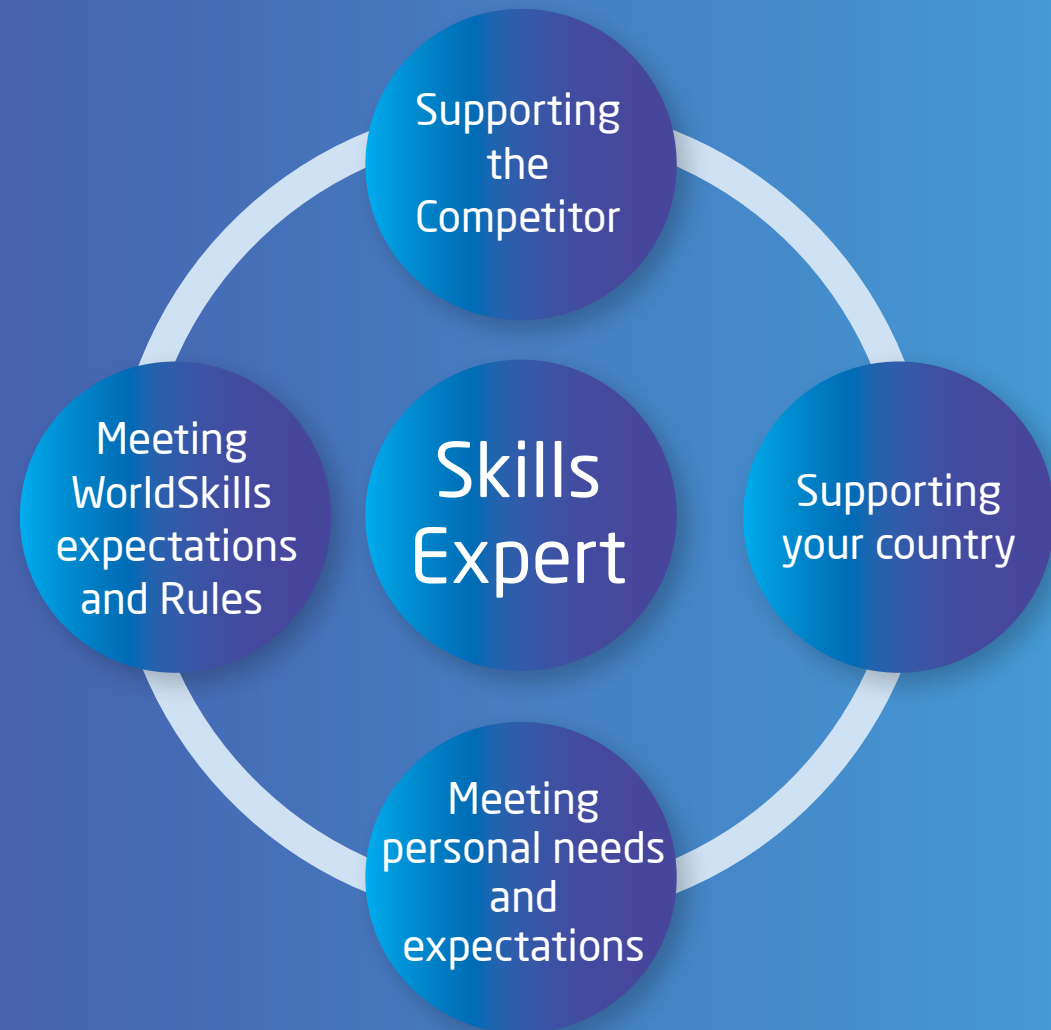 Supporting
the
Competitor
Meeting
WorldSkills
expectations
and Rules
Skills
Expert
Supporting
your country
Meeting
personal needs
and
expectations